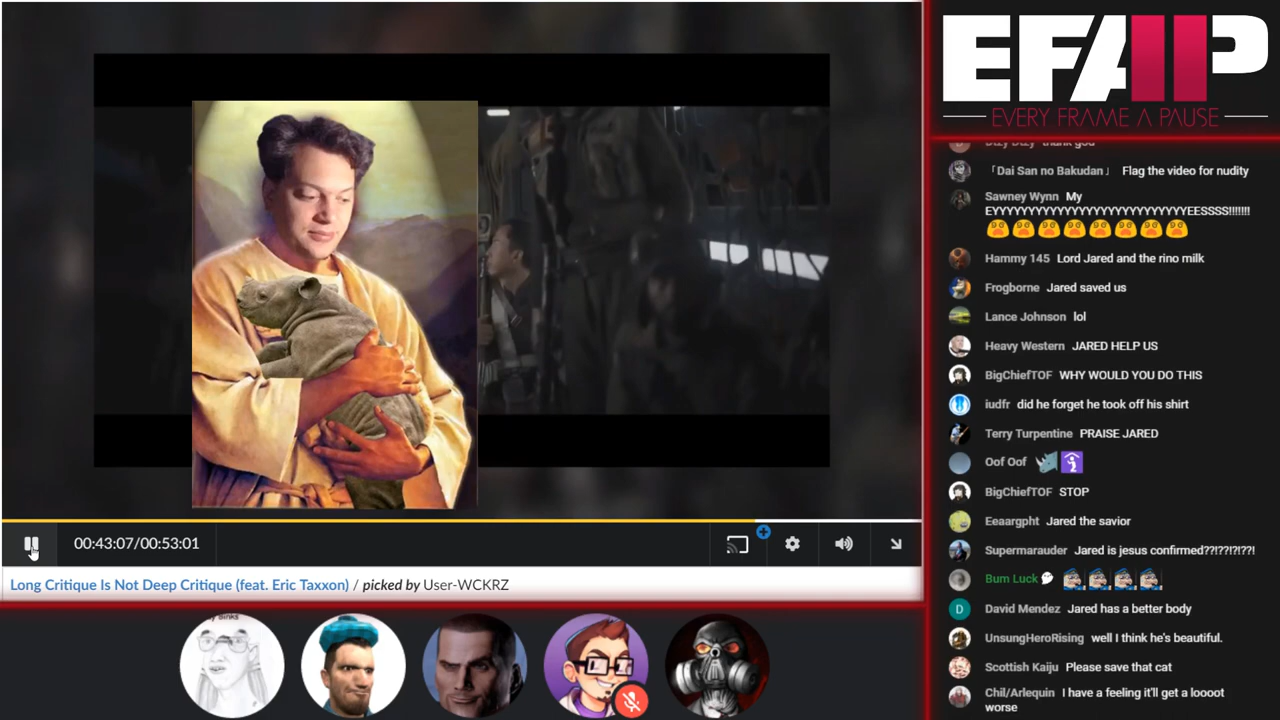 EFAP
EVERY FRAME A PAUSE
Dizy Dizy thank god
「Dai San no Bakudan」 Flag the video for nudity
Sawney Wynn My
EYYYYYYYYYYYYYYYYYYYYYYYYYYEESSSS!!!!!!!
Hammy 145 Lord Jared and the rino milk
Frogborne Jared saved us
Lance Johnson lol
Heavy Western JARED HELP US
BigChiefTOF WHY WOULD YOU DO THIS
iudfr did he forget he took off his shirt
Terry Turpentine PRAISE JARED
Oof Oof
BigChiefTOF STOP
Eeaargpht Jared the savior
Supermarauder Jared is jesus confirmed??!??!?!??!
Bum Luck
D David Mendez Jared has a better body
UnsungHeroRising well I think he's beautiful.
Scottish Kaiju Please save that cat
Chil/Arlequin I have a feeling it'll get a loooot
worse
00:43:07/00:53:01
Long Critique Is Not Deep Critique (feat. Eric Taxxon) / picked by User-WCKRZ